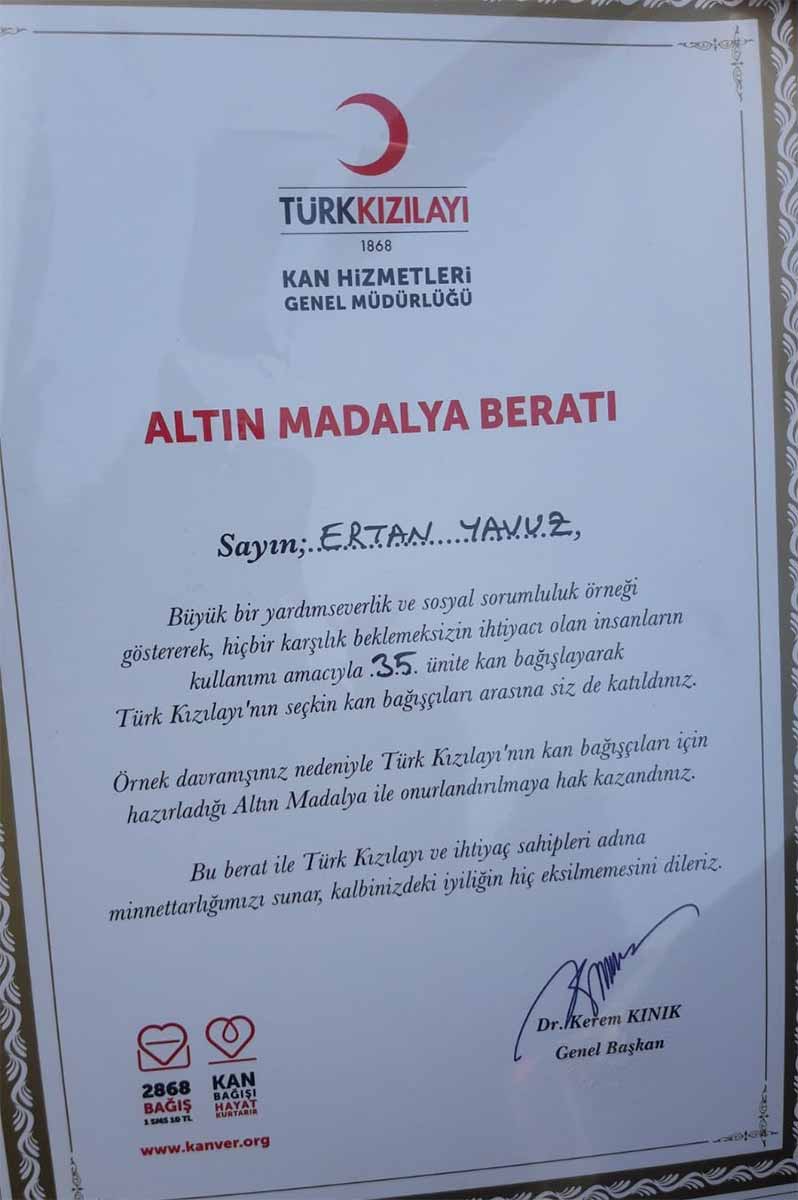 TÜRKKIZILAYI
1868
KAN HİZMETLERİ
GENEL MÜDÜRLÜĞÜ
ALTIN MADALYA BERATI
Sayın;..ERTAN....YAVUZ,
Büyük bir yardımseverlik ve sosyal sorumluluk örneği
göstererek, hiçbir karşılık beklemeksizin ihtiyacı olan insanların
kullanımı amacıyla .35. ünite kan bağışlayarak
Türk Kızılayı'nın seçkin kan bağışçıları arasına siz de katıldınız.
Örnek davranışınız nedeniyle Türk Kızılayı'nın kan bağışçıları için
hazırladığı Altın Madalya ile onurlandırılmaya hak kazandınız.
Bu berat ile Türk Kızılayı ve ihtiyaç sahipleri adına
minnettarlığımızı sunar, kalbinizdeki iyiliğin hiç eksilmemesini dileriz.
Dr. Kerem KINIK
Genel Başkan
2868
BAĞIŞ
1 SMS 10 TL
KAN
BAĞIŞI
HAYAT
KURTARIR
www.kanver.org